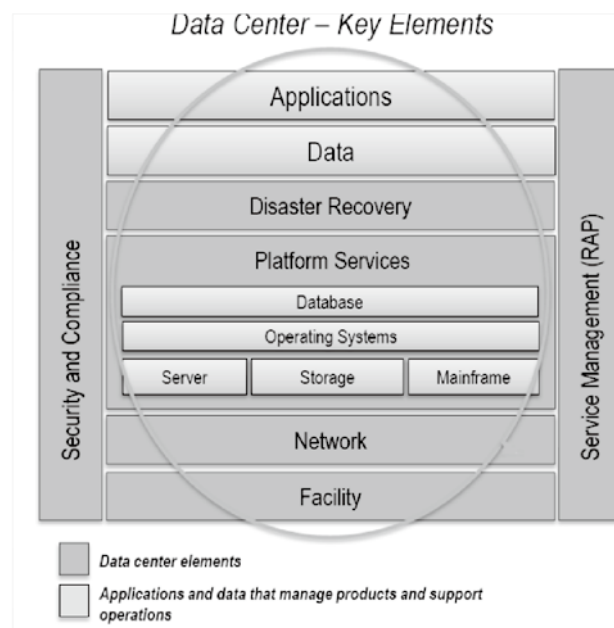 Data Center – Key Elements
Applications
Data
Disaster Recovery
Platform Services
Database
Operating Systems
Server
Storage
Mainframe
Network
Facility
Security and Compliance
Service Management (RAP)
Data center elements
Applications and data that manage products and support
operations